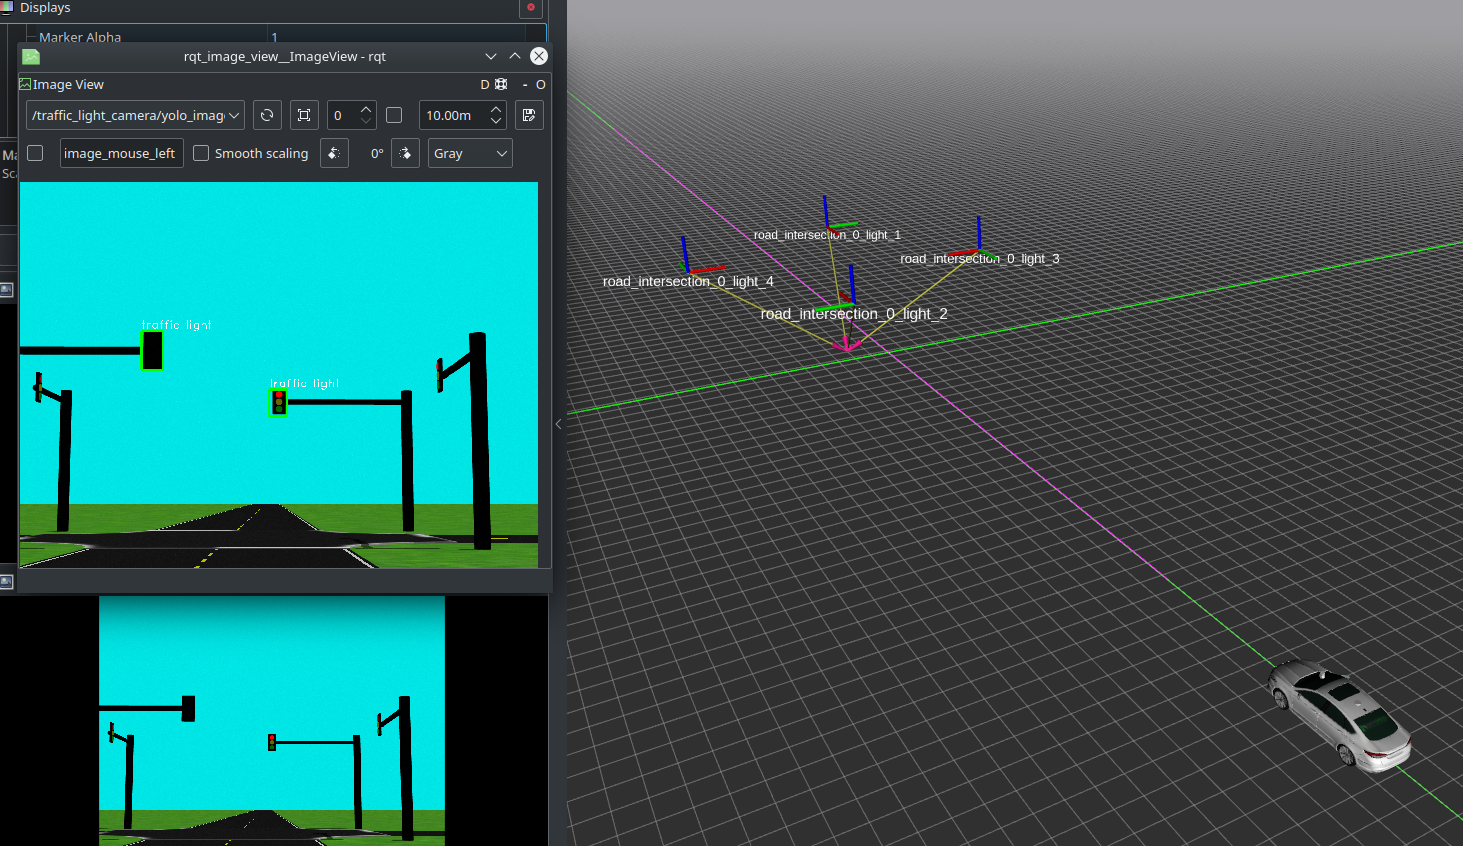 Displays
Marker Alpha
1
rqt_image_view__ImageView - rqt
Image View
D
- O
/traffic_light_camera/yolo_imag
0
10.00m
image_mouse_left
Smooth scaling
0°
Gray
Ma
Sca
traffic light
traffic light
road_intersection_0_light_1
road_intersection_0_light_3
road_intersection_0_light_4
road_intersection_0_light_2